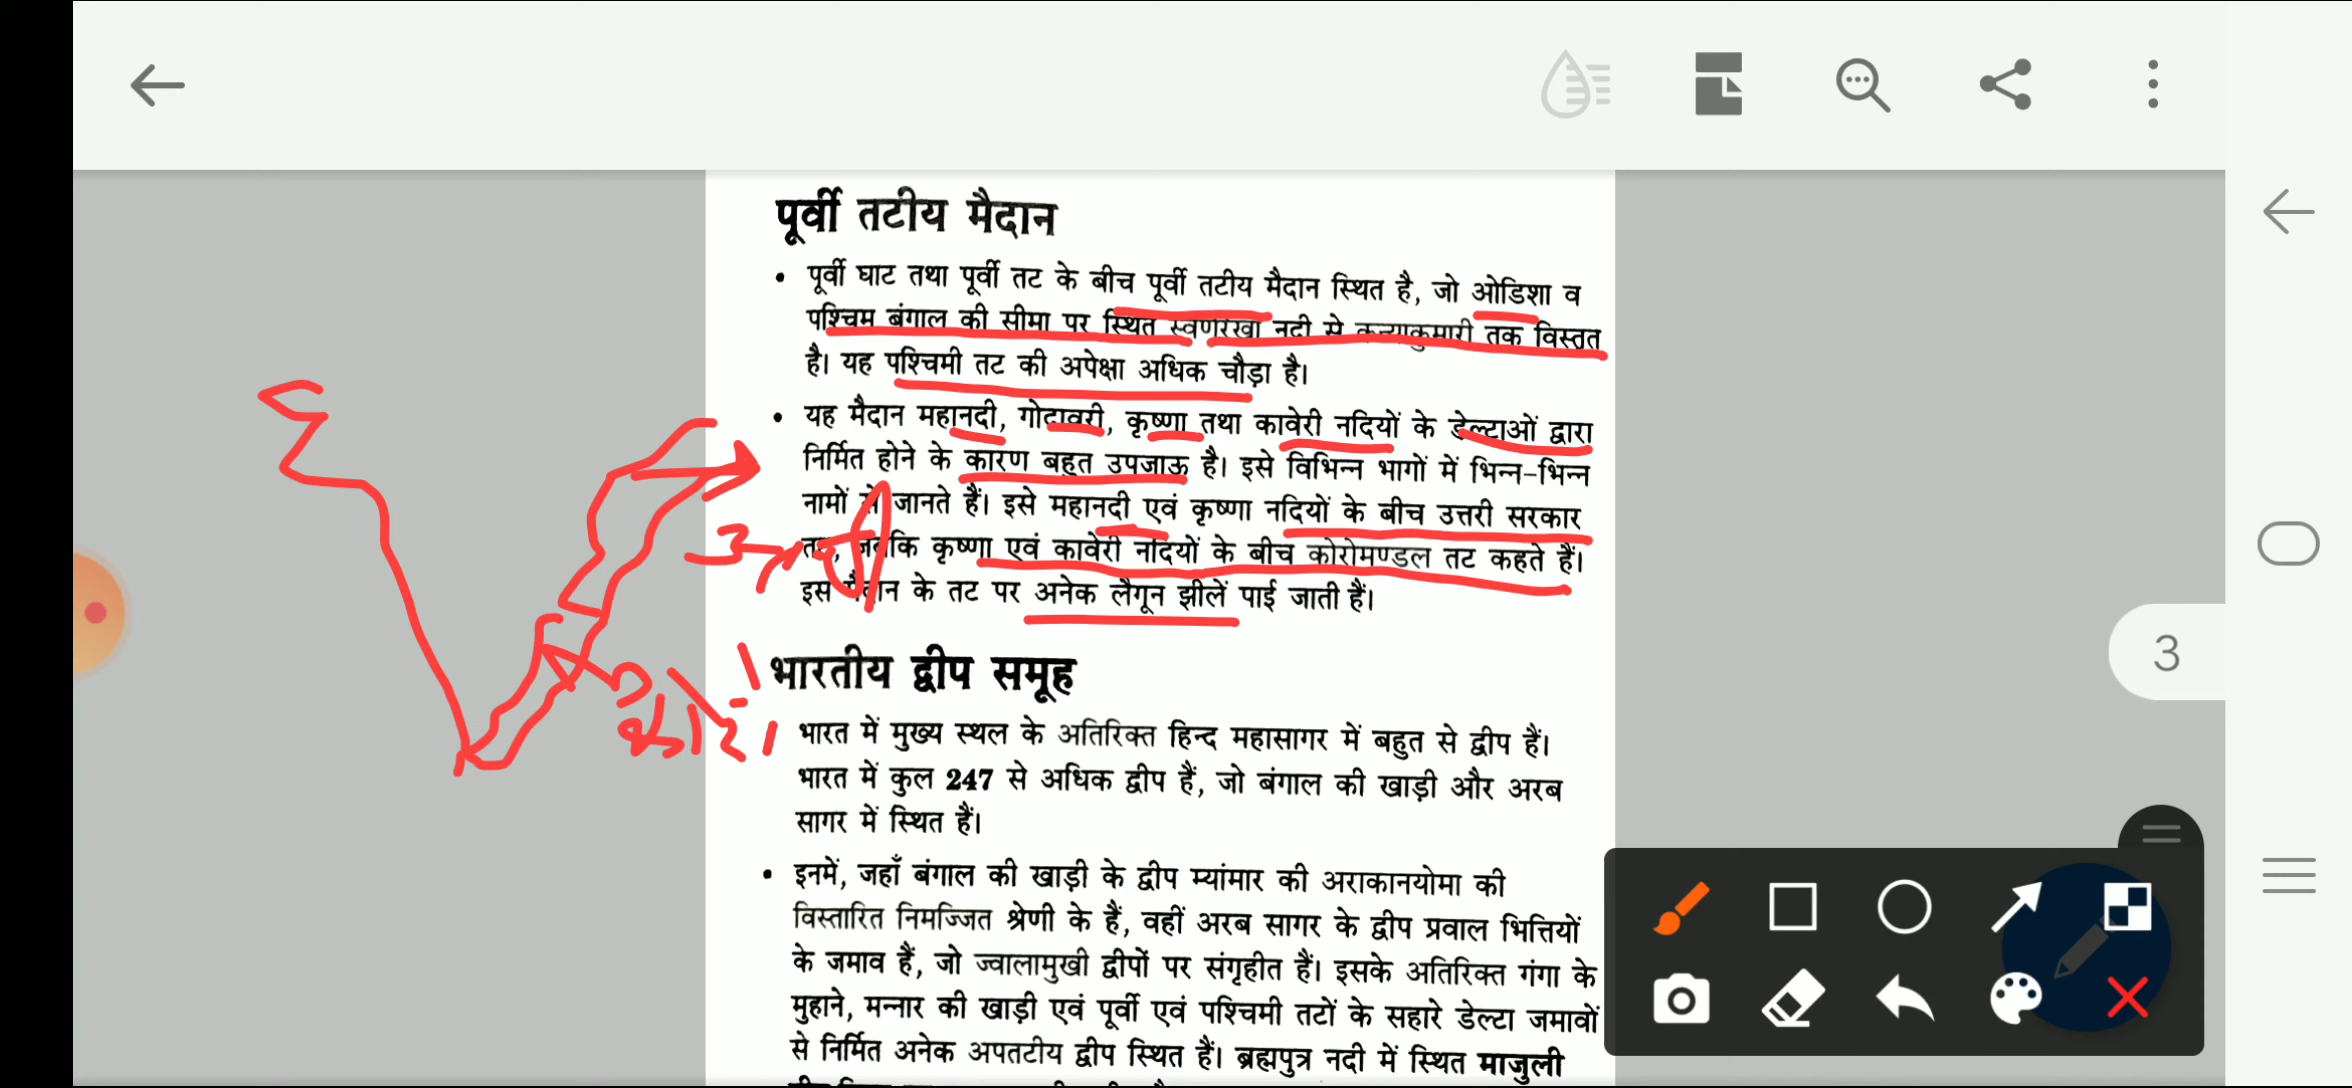 पूर्वी तटीय मैदान
• पूर्वी घाट तथा पूर्वी तट के बीच पूर्वी तटीय मैदान स्थित है, जो ओडिशा व
पश्चिम बंगाल की सीमा पर स्थित स्वर्णरेखा नदी से कन्याकुमारी तक विस्तृत
है। यह पश्चिमी तट की अपेक्षा अधिक चौड़ा है।
• यह मैदान महानदी, गोदावरी, कृष्णा तथा कावेरी नदियों के डेल्टाओं द्वारा
निर्मित होने के कारण बहुत उपजाऊ है। इसे विभिन्न भागों में भिन्न-भिन्न
नामों से जानते हैं। इसे महानदी एवं कृष्णा नदियों के बीच उत्तरी सरकार
तट, जबकि कृष्णा एवं कावेरी नदियों के बीच कोरोमण्डल तट कहते हैं।
इस मैदान के तट पर अनेक लैगून झीलें पाई जाती हैं।
3
भारतीय द्वीप समूह
भारत में मुख्य स्थल के अतिरिक्त हिन्द महासागर में बहुत से द्वीप हैं।
भारत में कुल 247 से अधिक द्वीप हैं, जो बंगाल की खाड़ी और अरब
सागर में स्थित हैं।
• इनमें, जहाँ बंगाल की खाड़ी के द्वीप म्यांमार की अराकानयोमा की
विस्तारित निमज्जित श्रेणी के हैं, वहीं अरब सागर के द्वीप प्रवाल भित्तियों
के जमाव हैं, जो ज्वालामुखी द्वीपों पर संगृहीत हैं। इसके अतिरिक्त गंगा के
मुहाने, मन्नार की खाड़ी एवं पूर्वी एवं पश्चिमी तटों के सहारे डेल्टा जमावों
से निर्मित अनेक अपतटीय द्वीप स्थित हैं। ब्रह्मपुत्र नदी में स्थित माजुली